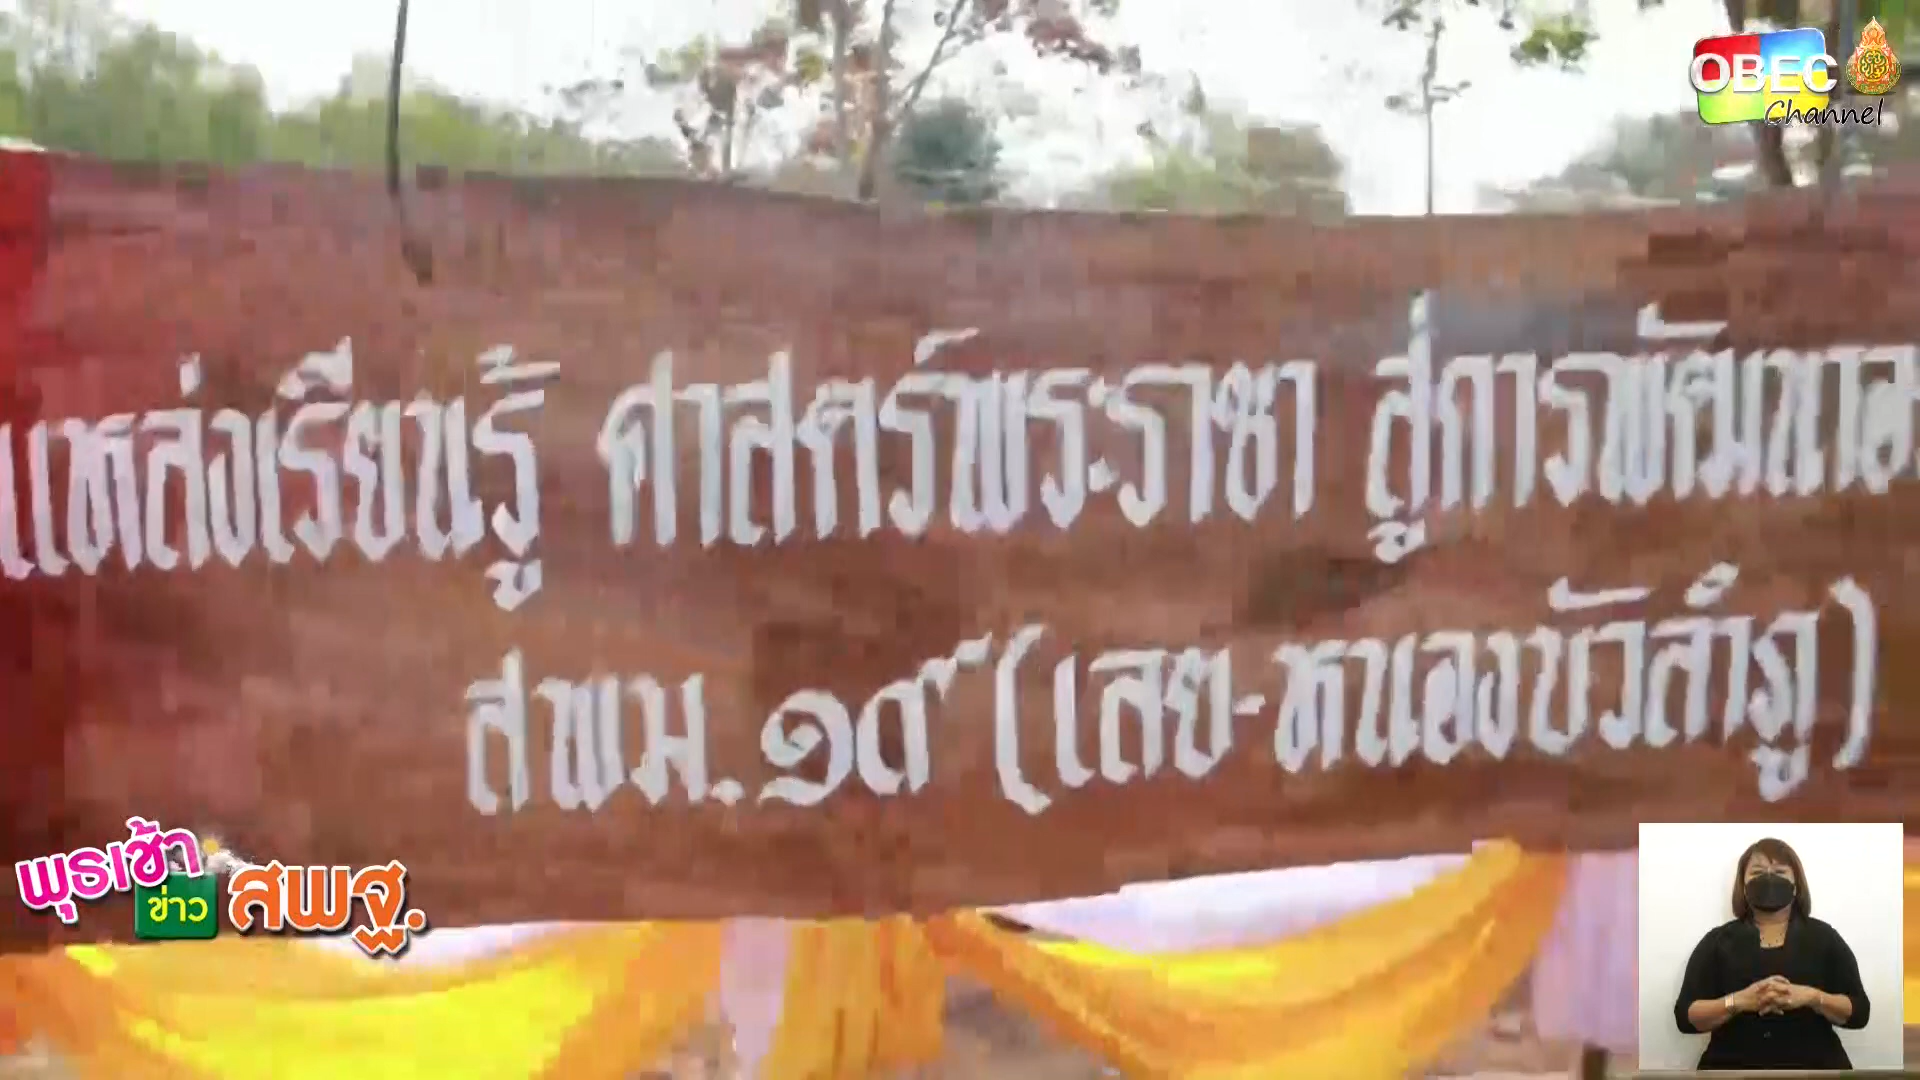 OBEC
Channel
แหล่งเรียนรู้ ศาสตร์พระราชา สู่การพัฒนาอ
สพม.๑๙ (เลย-หนองบัวลำภู)
พุธเช้า
ข่าว
สพฐ.